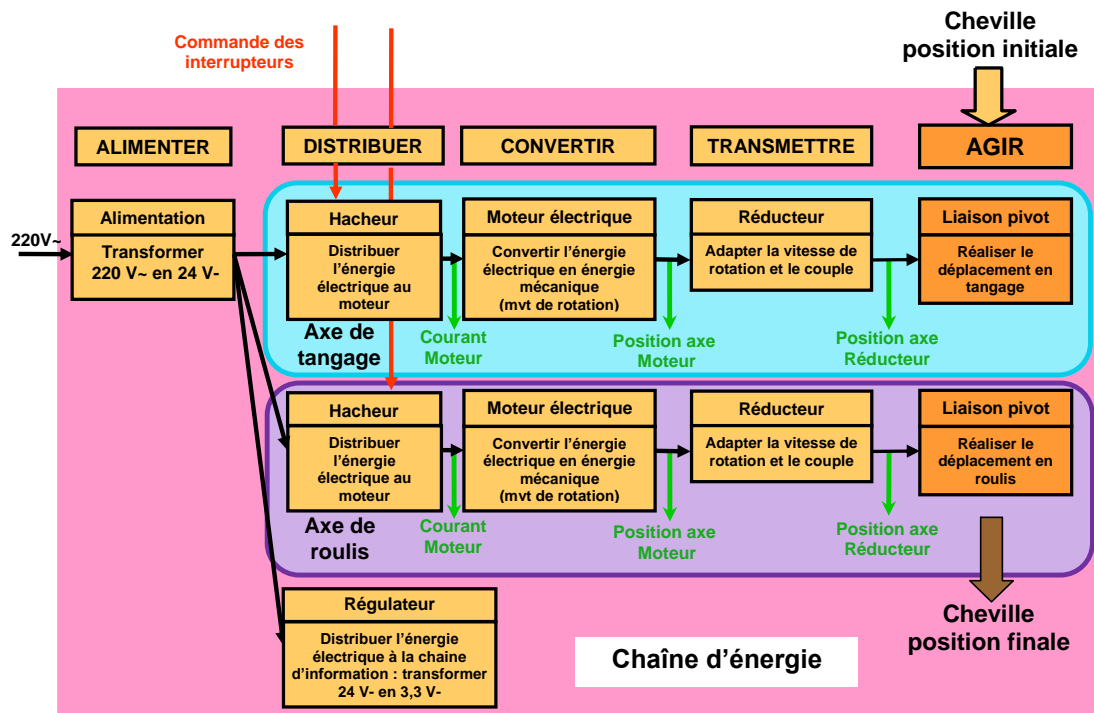 Commande des
interrupteurs
Cheville
position initiale
ALIMENTER
DISTRIBUER
CONVERTIR
TRANSMETTRE
AGIR
220V~
Alimentation
Transformer
220 V~ en 24 V-
Hacheur
Distribuer
l'énergie
électrique au
moteur
Moteur électrique
Convertir l'énergie
électrique en énergie
mécanique
(mvt de rotation)
Réducteur
Adapter la vitesse de
rotation et le couple
Liaison pivot
Réaliser le
déplacement en
tangage
Axe de
tangage
Courant
Moteur
Position axe
Moteur
Position axe
Réducteur
Hacheur
Distribuer
l'énergie
électrique au
moteur
Moteur électrique
Convertir l'énergie
électrique en énergie
mécanique
(mvt de rotation)
Réducteur
Adapter la vitesse de
rotation et le couple
Liaison pivot
Réaliser le
déplacement en
roulis
Axe de
roulis
Courant
Moteur
Position axe
Moteur
Position axe
Réducteur
Régulateur
Distribuer l'énergie
électrique à la chaine
d'information : transformer
24 V- en 3,3 V-
Chaîne d'énergie
Cheville
position finale